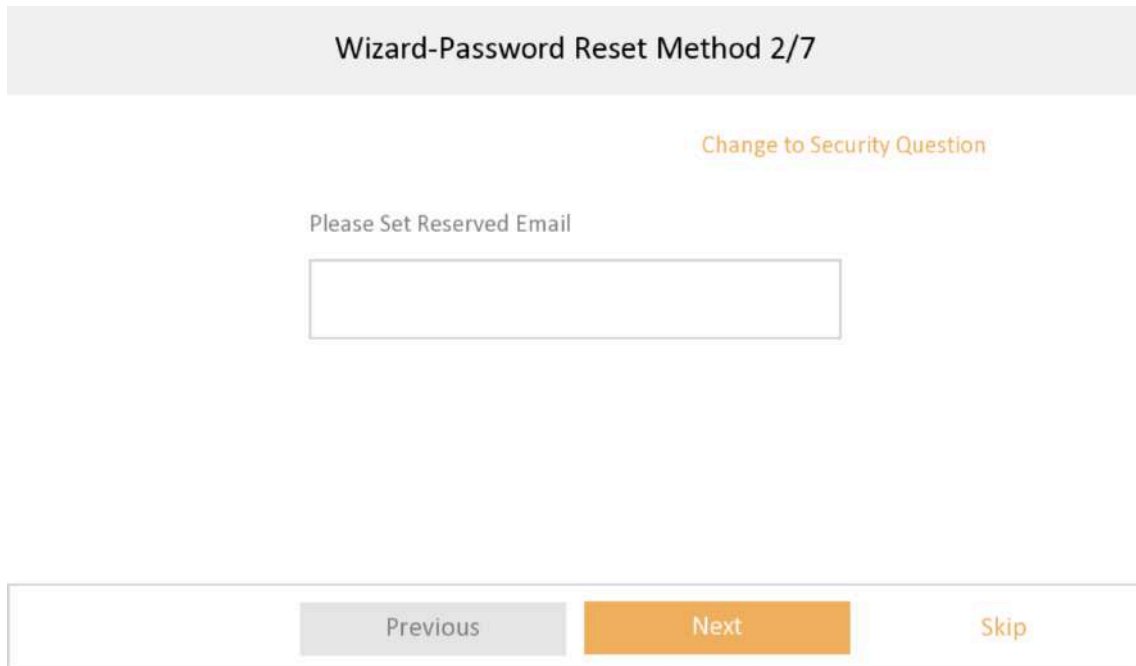 Wizard-Password Reset Method 2/7
Change to Security Question
Please Set Reserved Email
Previous
Next
Skip